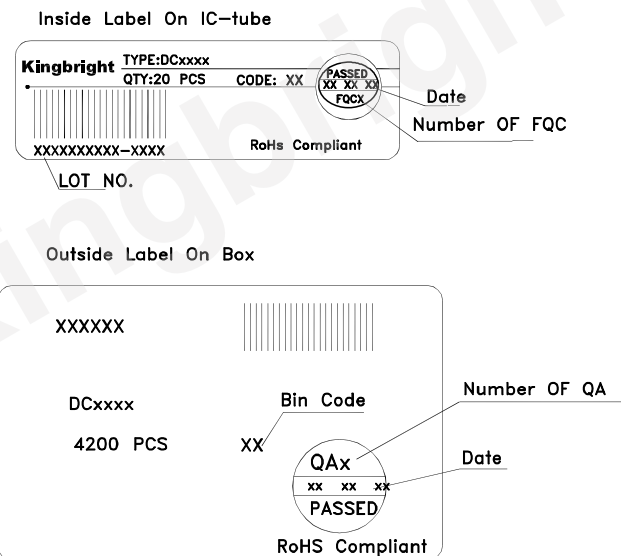 Inside Label On IC-tube
Kingbright
TYPE:DCxxxx
QTY:20 PCS CODE: XX
PASSED
XX XX XX
FQCX
Date
Number OF FQC
XXXXXXXXXX-XXXX
RoHs Compliant
LOT NO.
Outside Label On Box
XXXXXX
DCxxxx
Bin Code
Number OF QA
4200 PCS XX
QAx
Date
xx xx xx
PASSED
RoHS Compliant
Kingbright